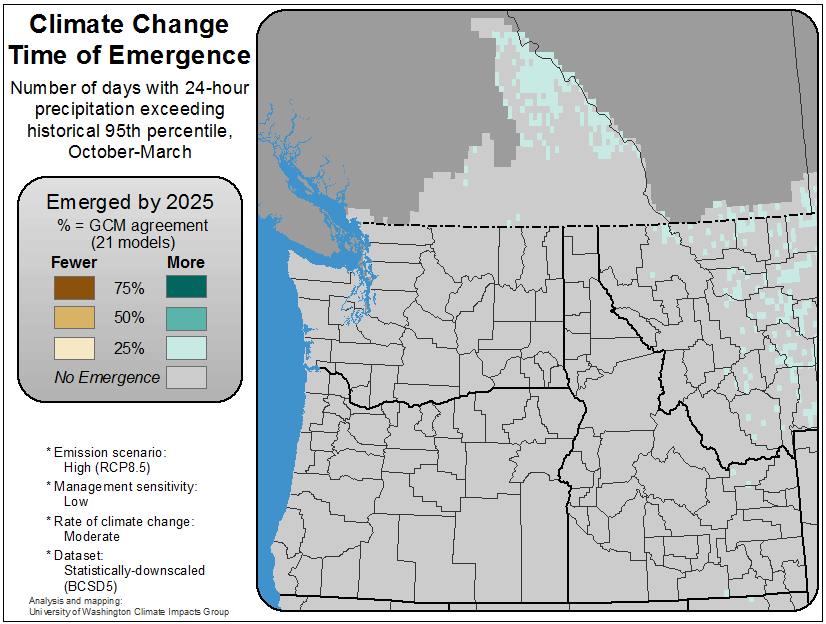 Climate Change
Time of Emergence
Number of days with 24-hour
precipitation exceeding
historical 95th percentile,
October-March
Emerged by 2025
% = GCM agreement
(21 models)
Fewer More
75%
50%
25%
No Emergence
* Emission scenario:
High (RCP8.5)
* Management sensitivity:
Low
* Rate of climate change:
Moderate
* Dataset:
Statistically-downscaled
(BCSD5)
Analysis and mapping:
University of Washington Climate Impacts Group